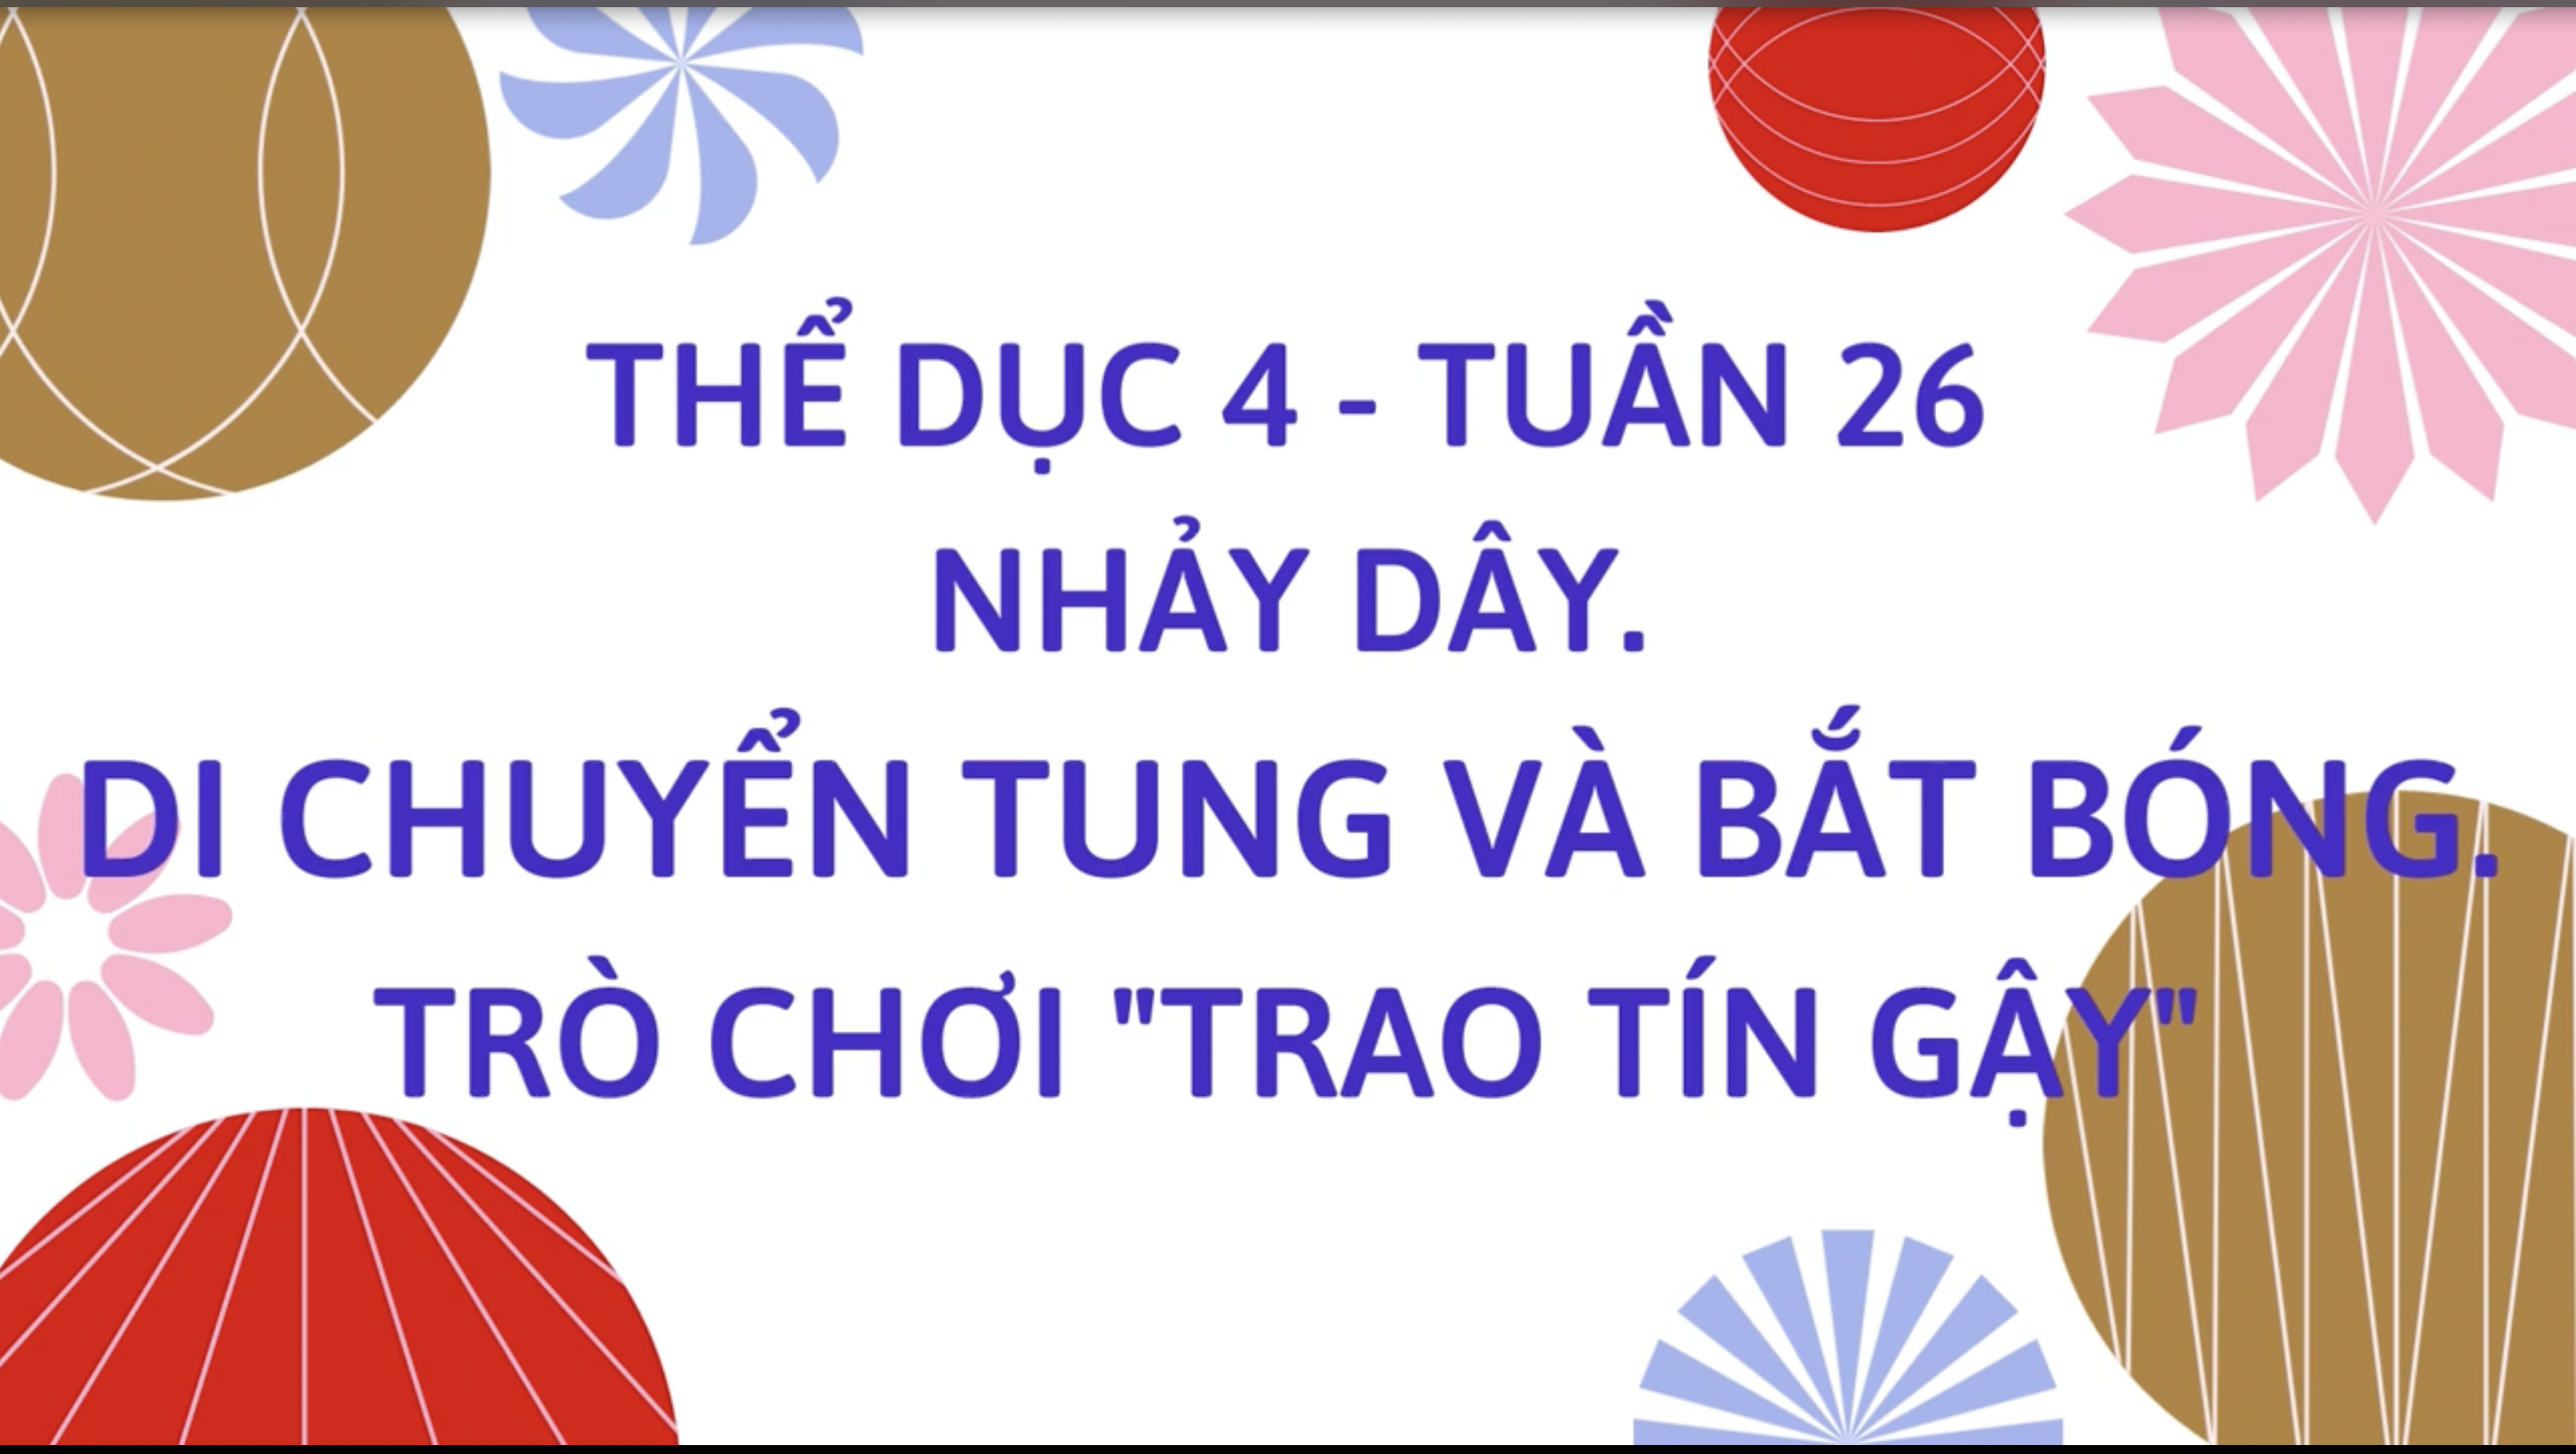 THỂ DỤC 4 - TUẦN 26
NHẢY DÂY.
DI CHUYỂN TUNG VÀ BẮT BÓNG.
TRÒ CHƠI "TRAO TÍN GẬY"